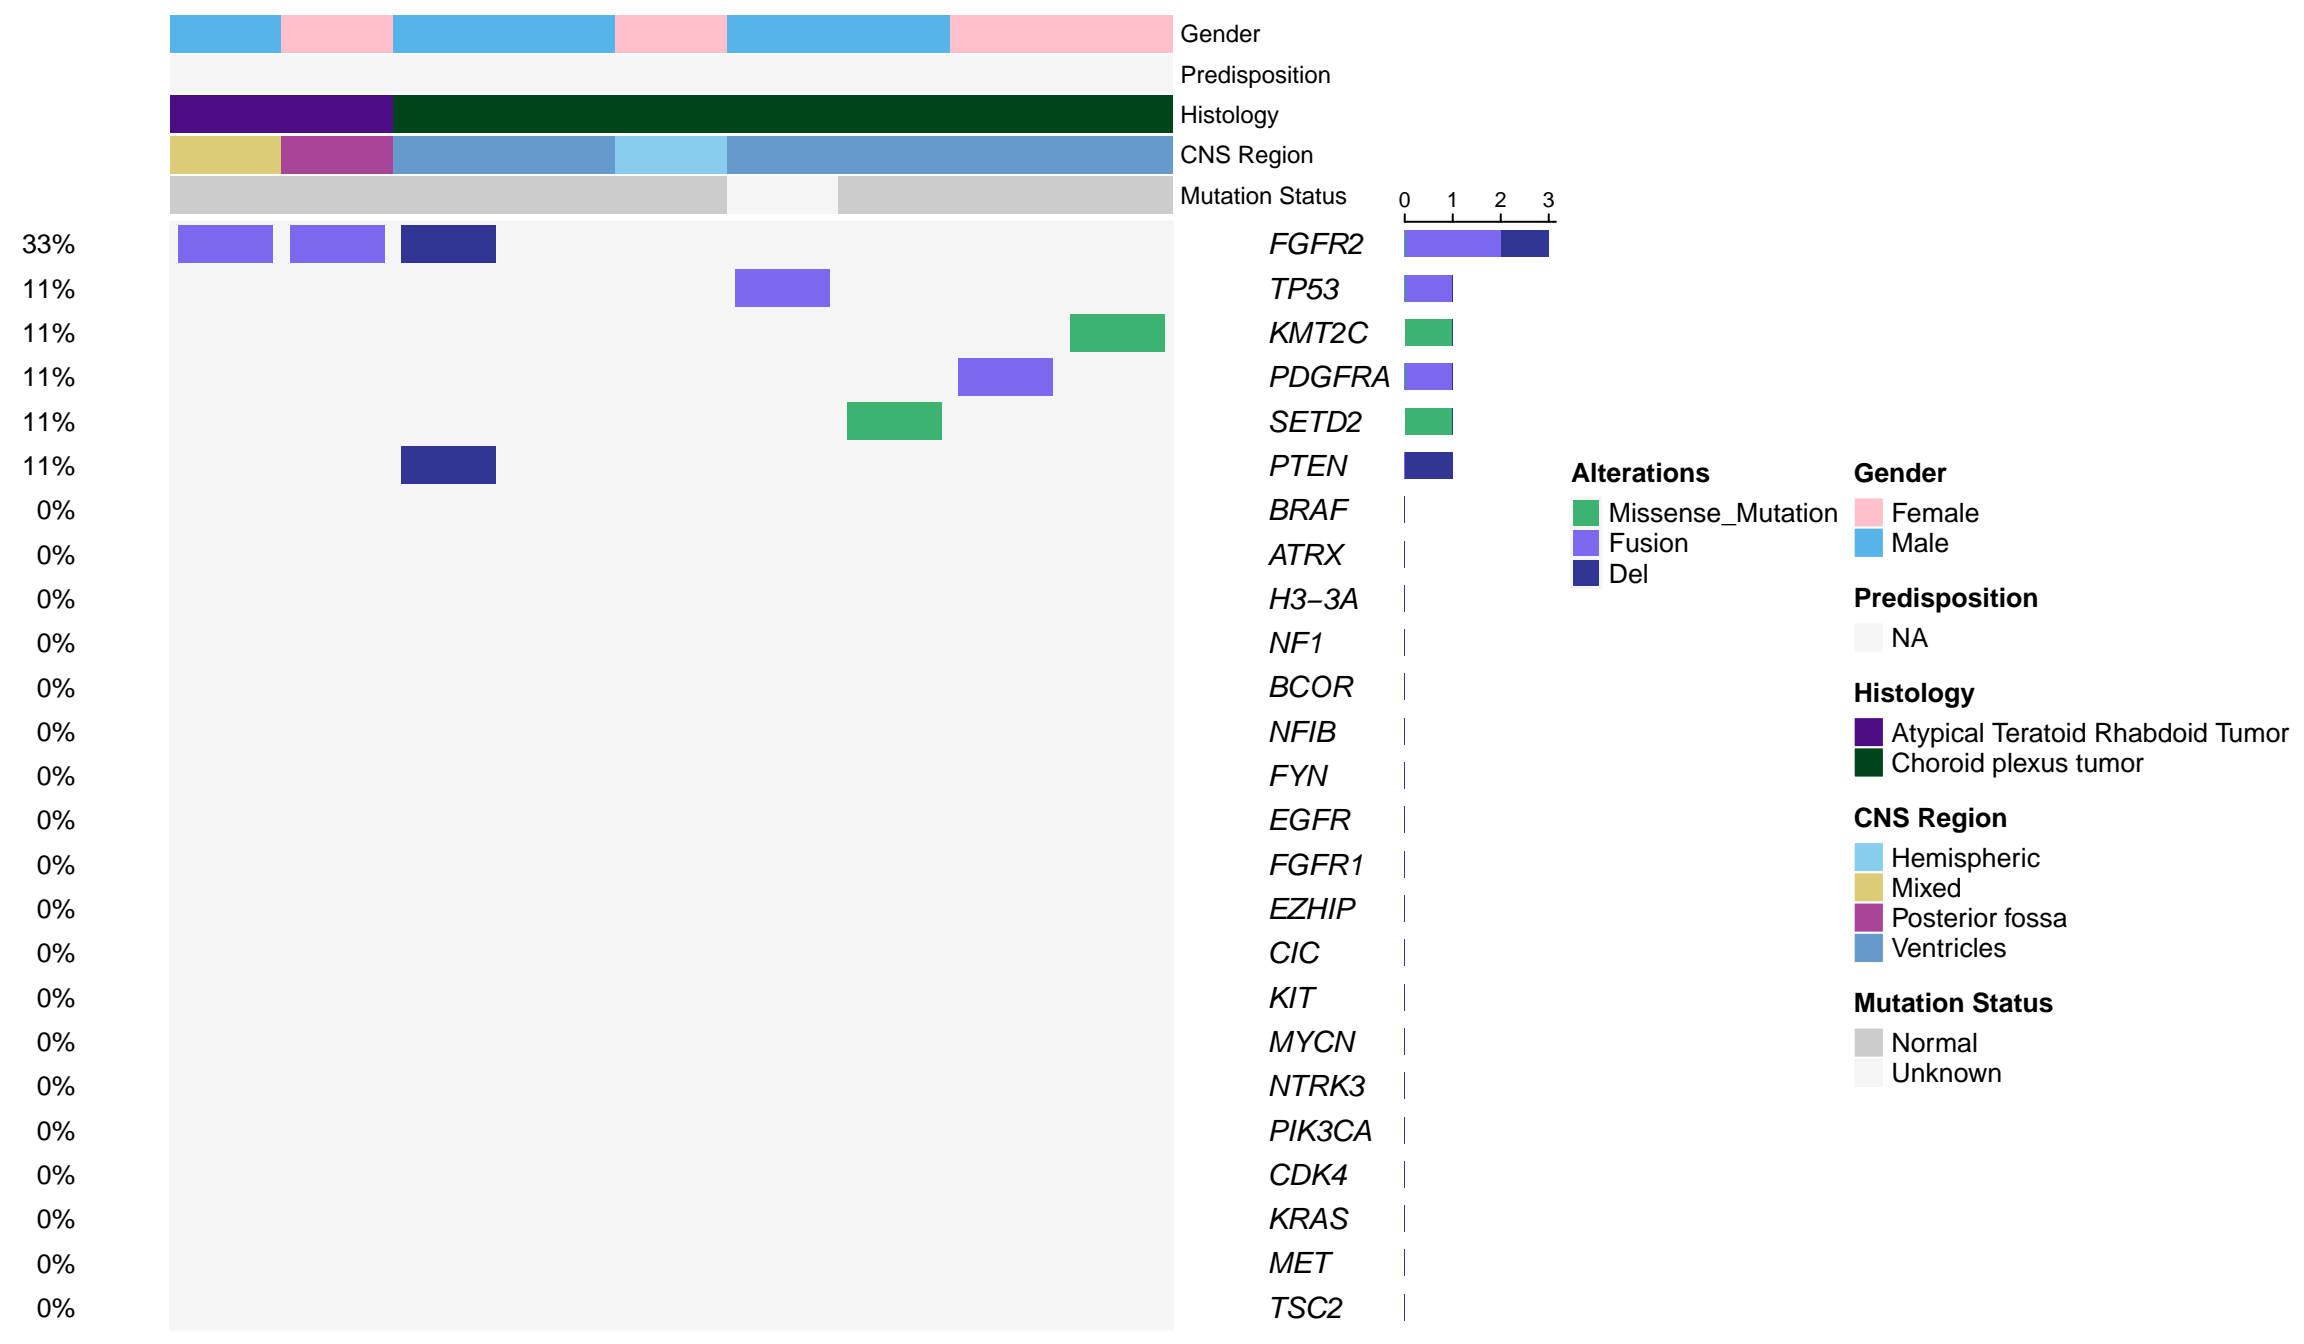 Gender
Predisposition
Histology
CNS Region
Mutation Status
0 1 2 3
33% FGFR2
11% TP53
11% KMT2C
11% PDGFRA
11% SETD2
11% PTEN
0% BRAF
0% ATRX
0% H3−3A
0% NF1
0% BCOR
0% NFIB
0% FYN
0% EGFR
0% FGFR1
0% EZHIP
0% CIC
0% KIT
0% MYCN
0% NTRK3
0% PIK3CA
0% CDK4
0% KRAS
0% MET
0% TSC2
Alterations
Missense_Mutation
Fusion
Del
Gender
Female
Male
Predisposition
NA
Histology
Atypical Teratoid Rhabdoid Tumor
Choroid plexus tumor
CNS Region
Hemispheric
Mixed
Posterior fossa
Ventricles
Mutation Status
Normal
Unknown